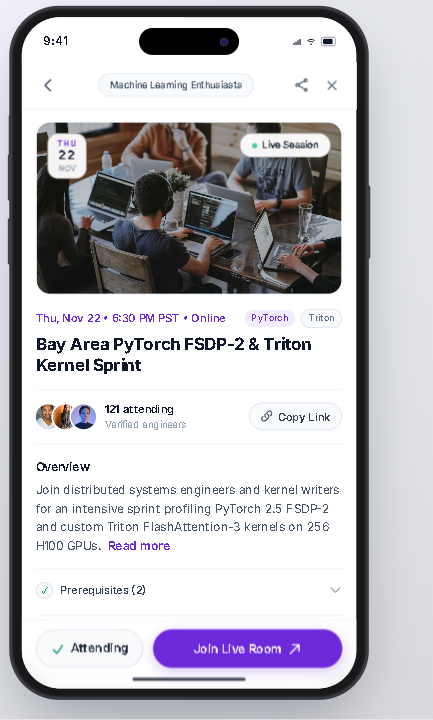 9:41
Machine Learning Enthusiasts
THU
22
NOV
Live Session
Thu, Nov 22 • 6:30 PM PST • Online
PyTorch
Triton
Bay Area PyTorch FSDP-2 & Triton
Kernel Sprint
121 attending
Verified engineers
Copy Link
Overview
Join distributed systems engineers and kernel writers
for an intensive sprint profiling PyTorch 2.5 FSDP-2
and custom Triton FlashAttention-3 kernels on 256
H100 GPUs. Read more
Prerequisites (2)
Attending
Join Live Room